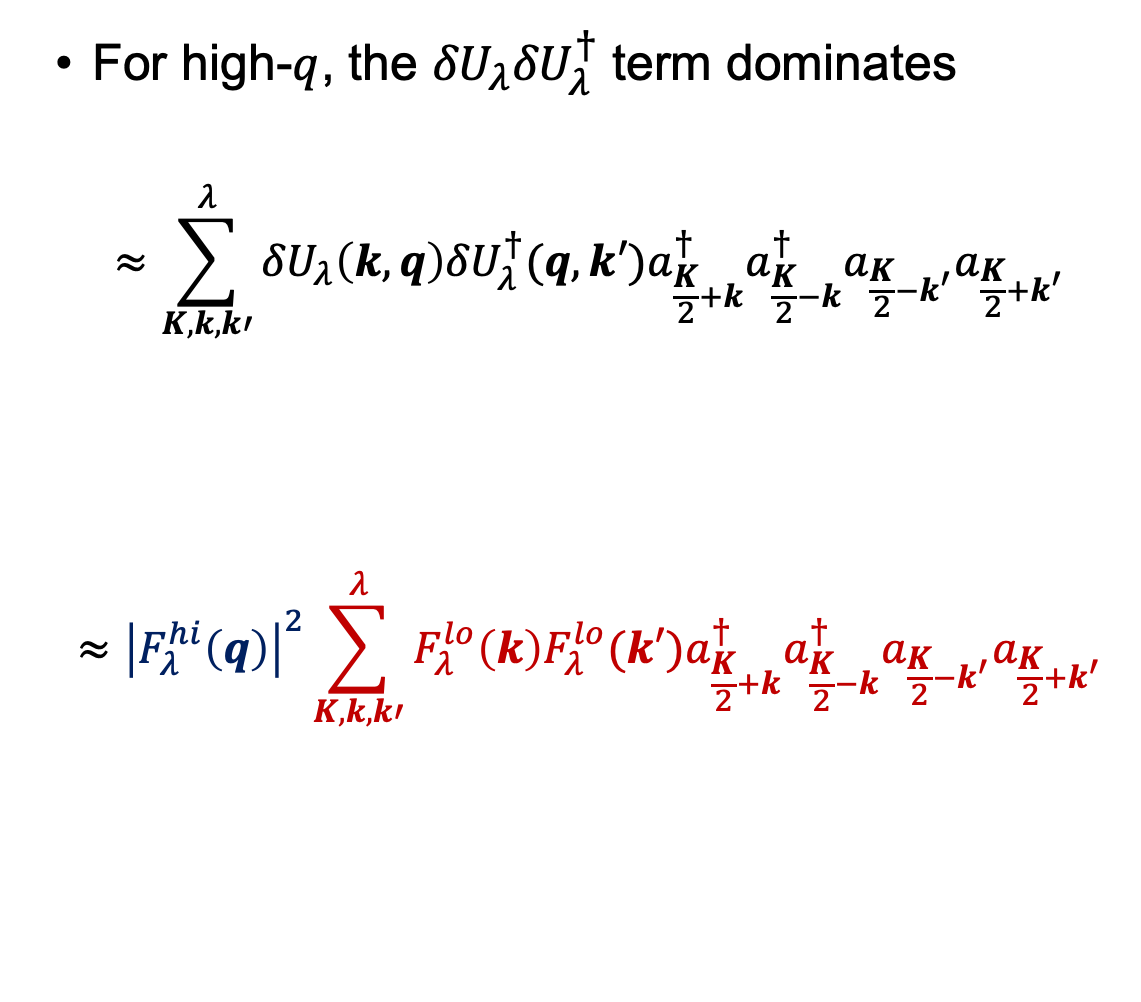 • For high-𝑞, the 𝛿𝑈_𝜆𝛿𝑈_𝜆^† term dominates
≈ ∑_{𝑲,𝒌,𝒌′}^{𝜆} 𝛿𝑈_𝜆(𝒌, 𝒒)𝛿𝑈_𝜆^†(𝒒, 𝒌′)𝑎^†_{𝑲/2+𝒌} 𝑎^†_{𝑲/2−𝒌} 𝑎_{𝑲/2−𝒌′} 𝑎_{𝑲/2+𝒌′}
≈ |𝐹_𝜆^{ℎ𝑖}(𝒒)|^2 ∑_{𝑲,𝒌,𝒌′}^{𝜆} 𝐹_𝜆^{𝑙𝑜}(𝒌)𝐹_𝜆^{𝑙𝑜}(𝒌′)𝑎^†_{𝑲/2+𝒌} 𝑎^†_{𝑲/2−𝒌} 𝑎_{𝑲/2−𝒌′} 𝑎_{𝑲/2+𝒌′}